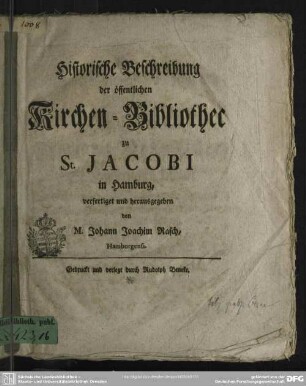 Historische Beschreibung
der öffentlichen
Kirchen-Bibliothec
zu
St. JACOBI
in Hamburg,
verfertiget und herausgegeben
von
M. Johann Joachim Rasch,
Hamburgens.
Gedruckt und verlegt durch Rudolph Beneke.